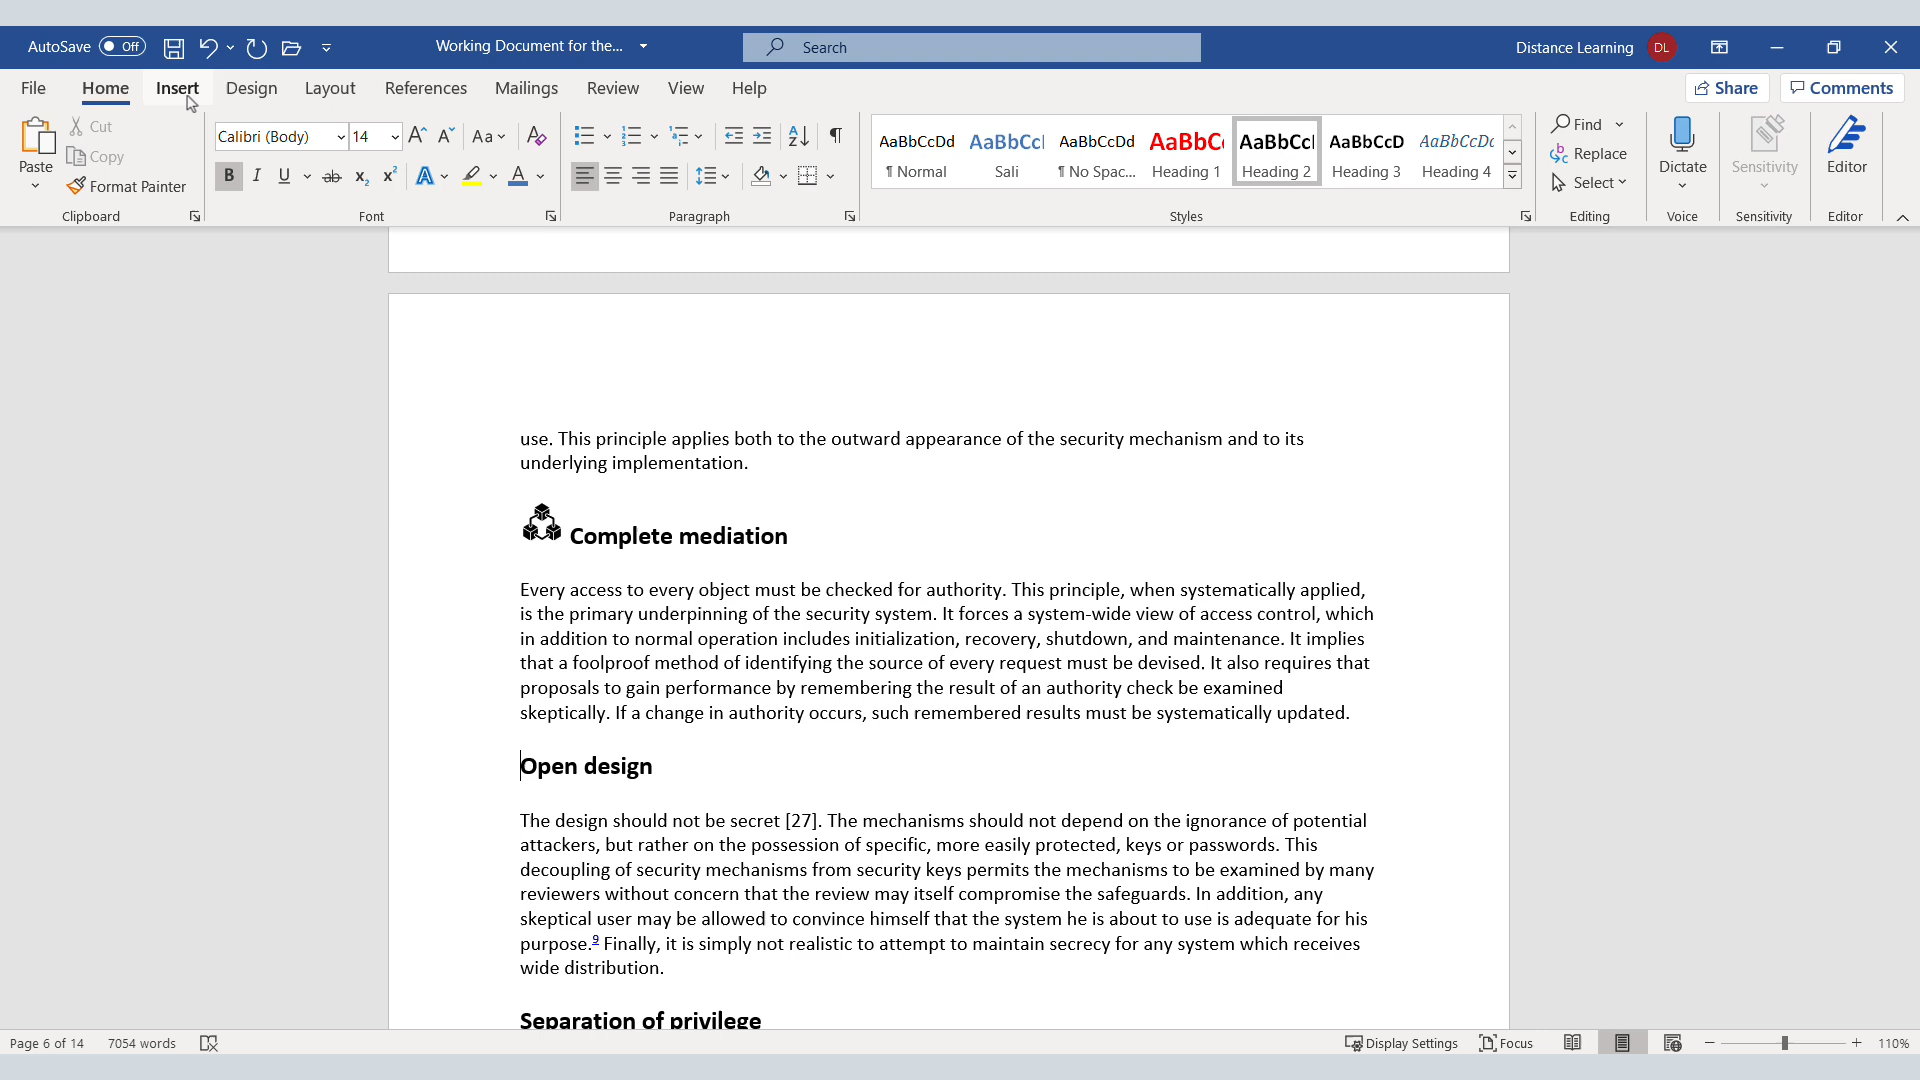 AutoSave Off
Working Document for the...
Search
Distance Learning DL
File Home Insert Design Layout References Mailings Review View Help
Share Comments
Paste
Cut
Copy
Format Painter
Clipboard
Calibri (Body) 14
Font
Paragraph
AaBbCcDd AaBbCcI AaBbCcDd AaBbC AaBbCcI AaBbCcD AaBbCcDc
¶ Normal Sali ¶ No Spac... Heading 1 Heading 2 Heading 3 Heading 4
Styles
Find
Replace
Select
Editing
Dictate
Voice
Sensitivity
Sensitivity
Editor
Editor
use. This principle applies both to the outward appearance of the security mechanism and to its
underlying implementation.
Complete mediation
Every access to every object must be checked for authority. This principle, when systematically applied,
is the primary underpinning of the security system. It forces a system-wide view of access control, which
in addition to normal operation includes initialization, recovery, shutdown, and maintenance. It implies
that a foolproof method of identifying the source of every request must be devised. It also requires that
proposals to gain performance by remembering the result of an authority check be examined
skeptically. If a change in authority occurs, such remembered results must be systematically updated.
Open design
The design should not be secret [27]. The mechanisms should not depend on the ignorance of potential
attackers, but rather on the possession of specific, more easily protected, keys or passwords. This
decoupling of security mechanisms from security keys permits the mechanisms to be examined by many
reviewers without concern that the review may itself compromise the safeguards. In addition, any
skeptical user may be allowed to convince himself that the system he is about to use is adequate for his
purpose.9 Finally, it is simply not realistic to attempt to maintain secrecy for any system which receives
wide distribution.
Separation of privilege
Page 6 of 14 7054 words
Display Settings Focus 110%